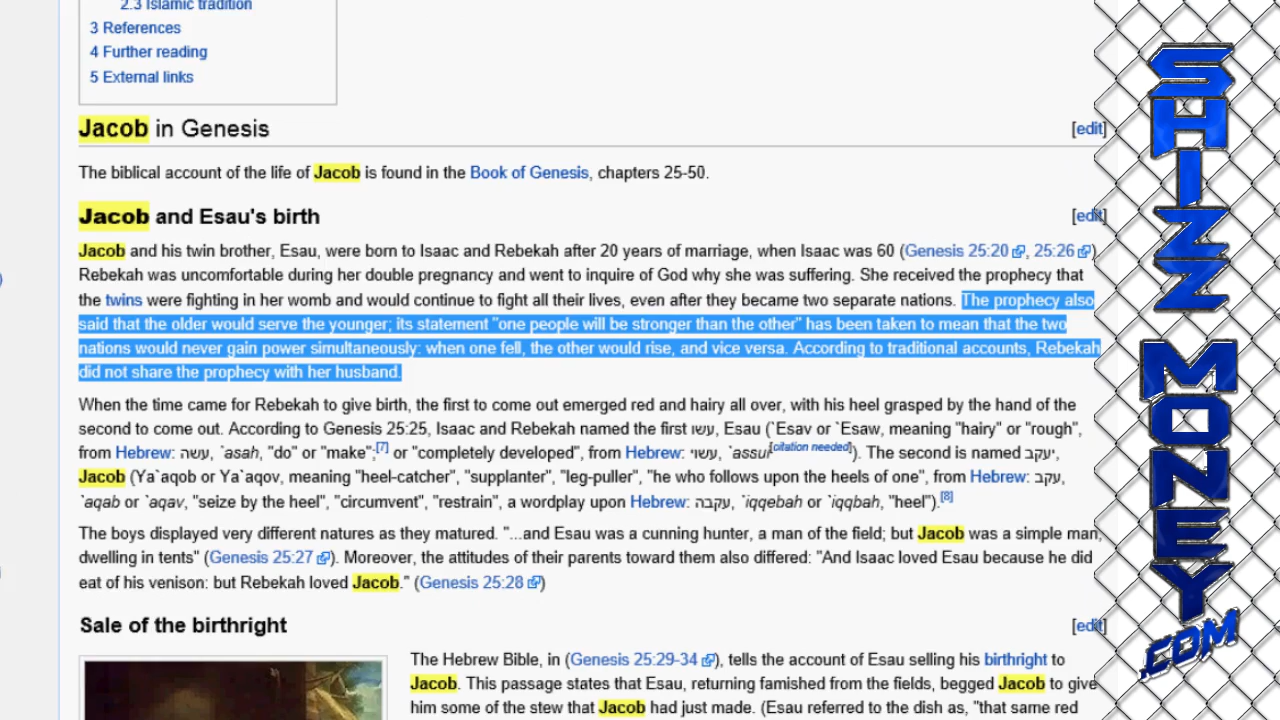 2.3 Islamic tradition
3 References
4 Further reading
5 External links
Jacob in Genesis
[edit]
The biblical account of the life of Jacob is found in the Book of Genesis, chapters 25-50.
Jacob and Esau's birth
[edit]
Jacob and his twin brother, Esau, were born to Isaac and Rebekah after 20 years of marriage, when Isaac was 60 (Genesis 25:20, 25:26)
Rebekah was uncomfortable during her double pregnancy and went to inquire of God why she was suffering. She received the prophecy that
the twins were fighting in her womb and would continue to fight all their lives, even after they became two separate nations. The prophecy also
said that the older would serve the younger; its statement "one people will be stronger than the other" has been taken to mean that the two
nations would never gain power simultaneously: when one fell, the other would rise, and vice versa. According to traditional accounts, Rebekah
did not share the prophecy with her husband.
When the time came for Rebekah to give birth, the first to come out emerged red and hairy all over, with his heel grasped by the hand of the
second to come out. According to Genesis 25:25, Isaac and Rebekah named the first עשו, Esau (`Esav or `Esaw, meaning "hairy" or "rough",
from Hebrew: עשה, `asah, "do" or "make";[7] or "completely developed", from Hebrew: עשוי, `assui[citation needed]). The second is named יעקב,
Jacob (Ya`aqob or Ya`aqov, meaning "heel-catcher", "supplanter", "leg-puller", "he who follows upon the heels of one", from Hebrew: עקב,
`aqab or `aqav, "seize by the heel", "circumvent", "restrain", a wordplay upon Hebrew: עקבה, `iqqebah or `iqqbah, "heel").[8]
The boys displayed very different natures as they matured. "...and Esau was a cunning hunter, a man of the field; but Jacob was a simple man,
dwelling in tents" (Genesis 25:27). Moreover, the attitudes of their parents toward them also differed: "And Isaac loved Esau because he did
eat of his venison: but Rebekah loved Jacob." (Genesis 25:28)
Sale of the birthright
[edit]
The Hebrew Bible, in (Genesis 25:29-34), tells the account of Esau selling his birthright to
Jacob. This passage states that Esau, returning famished from the fields, begged Jacob to give
him some of the stew that Jacob had just made. (Esau referred to the dish as, "that same red
SHIZZ MONEY.COM